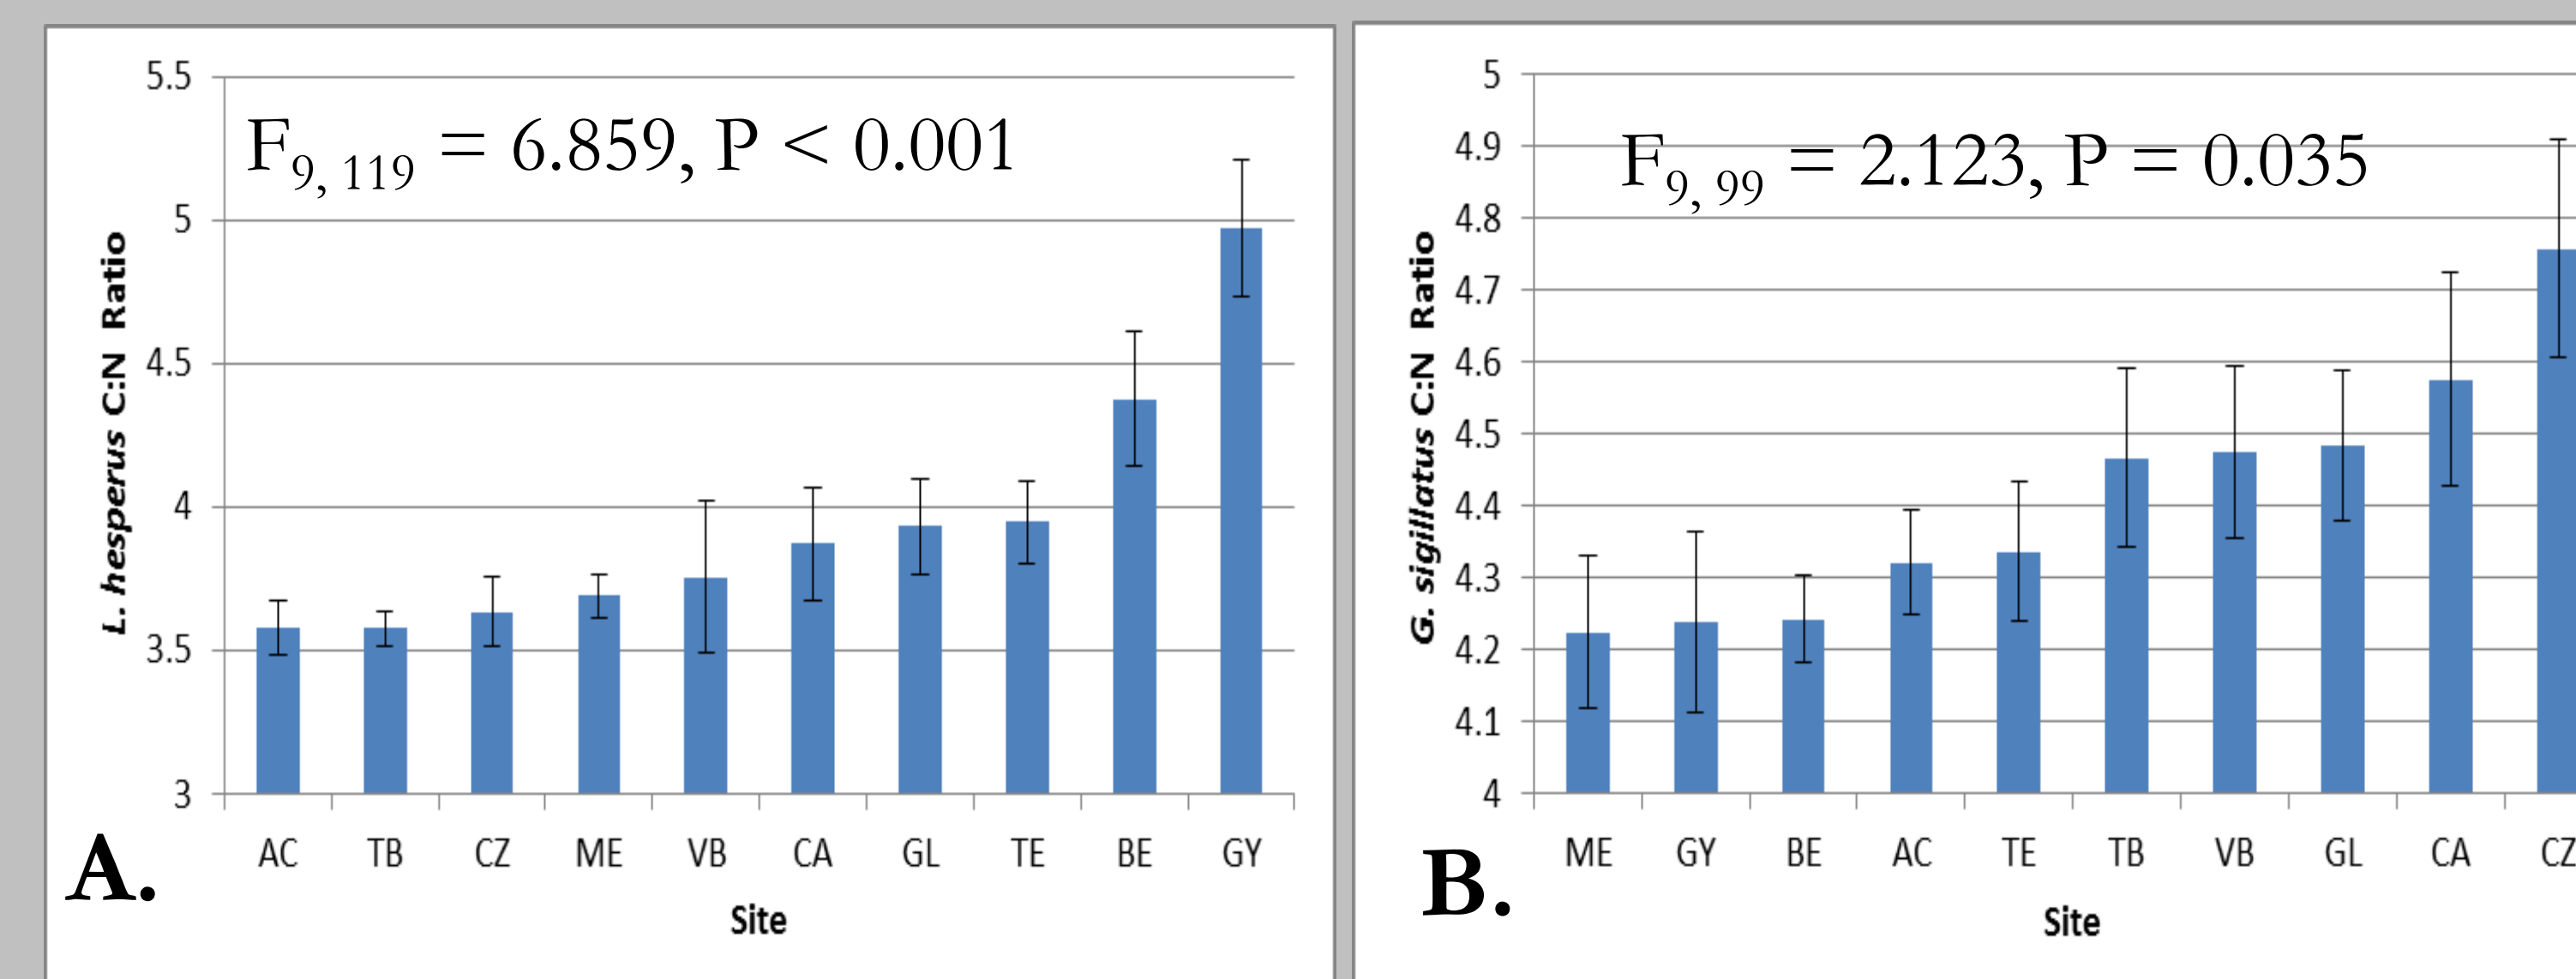 5.5
5
4.5
4
3.5
3
L. hesperus C:N Ratio
F9, 119 = 6.859, P < 0.001
AC TB CZ ME VB CA GL TE BE GY
Site
A.
5
4.9
4.8
4.7
4.6
4.5
4.4
4.3
4.2
4.1
4
G. sigillatus C:N Ratio
F9, 99 = 2.123, P = 0.035
ME GY BE AC TE TB VB GL CA CZ
Site
B.